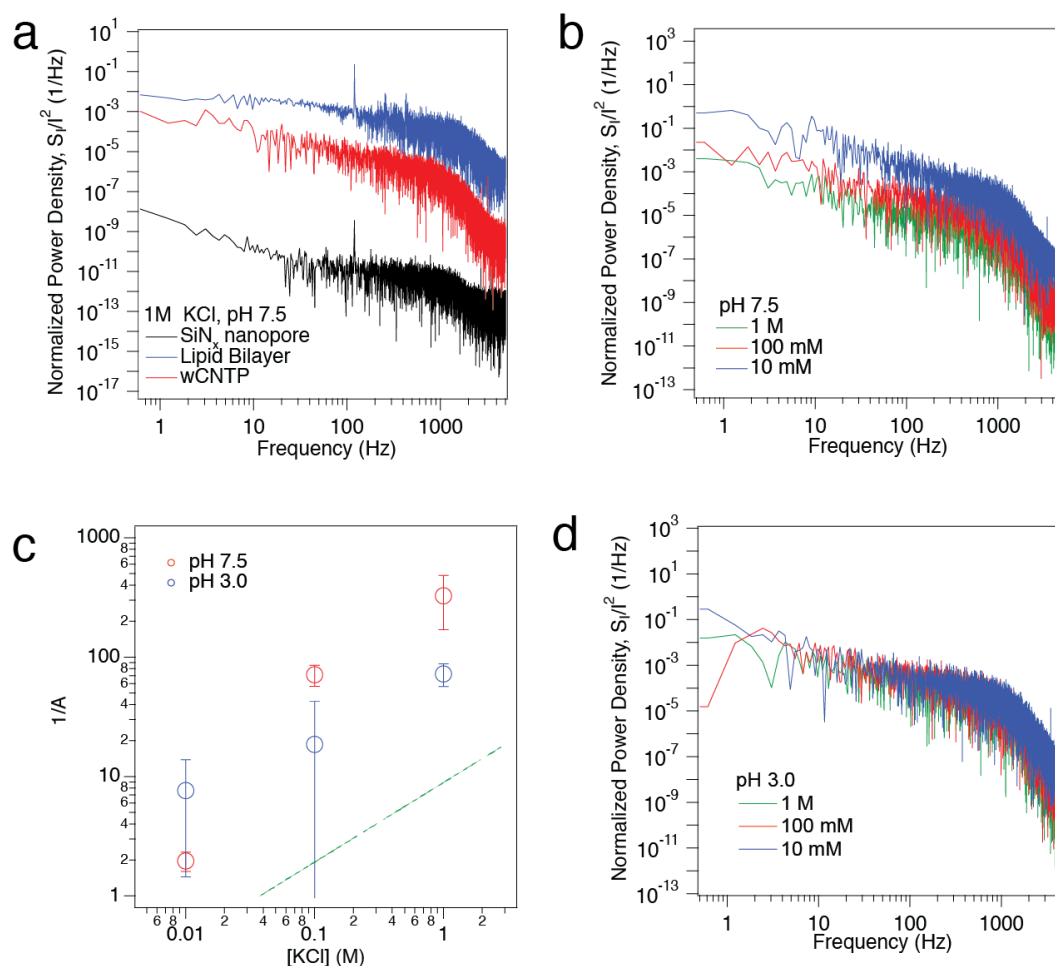 a
Normalized Power Density, S_I/I^2 (1/Hz)
10^1
10^-1
10^-3
10^-5
10^-7
10^-9
10^-11
10^-13
10^-15
10^-17
1M KCl, pH 7.5
SiN_x nanopore
Lipid Bilayer
wCNTP
1 10 100 1000
Frequency (Hz)
b
Normalized Power Density, S_I/I^2 (1/Hz)
10^3
10^1
10^-1
10^-3
10^-5
10^-7
10^-9
10^-11
10^-13
pH 7.5
1 M
100 mM
10 mM
1 10 100 1000
Frequency (Hz)
c
1/A
1000
8
6
4
2
100
8
6
4
2
10
8
6
4
2
1
pH 7.5
pH 3.0
6 8 2 4 6 8 2 4 6 8 2
0.01 0.1 1
[KCl] (M)
d
Normalized Power Density, S_I/I^2 (1/Hz)
10^3
10^1
10^-1
10^-3
10^-5
10^-7
10^-9
10^-11
10^-13
pH 3.0
1 M
100 mM
10 mM
1 10 100 1000
Frequency (Hz)